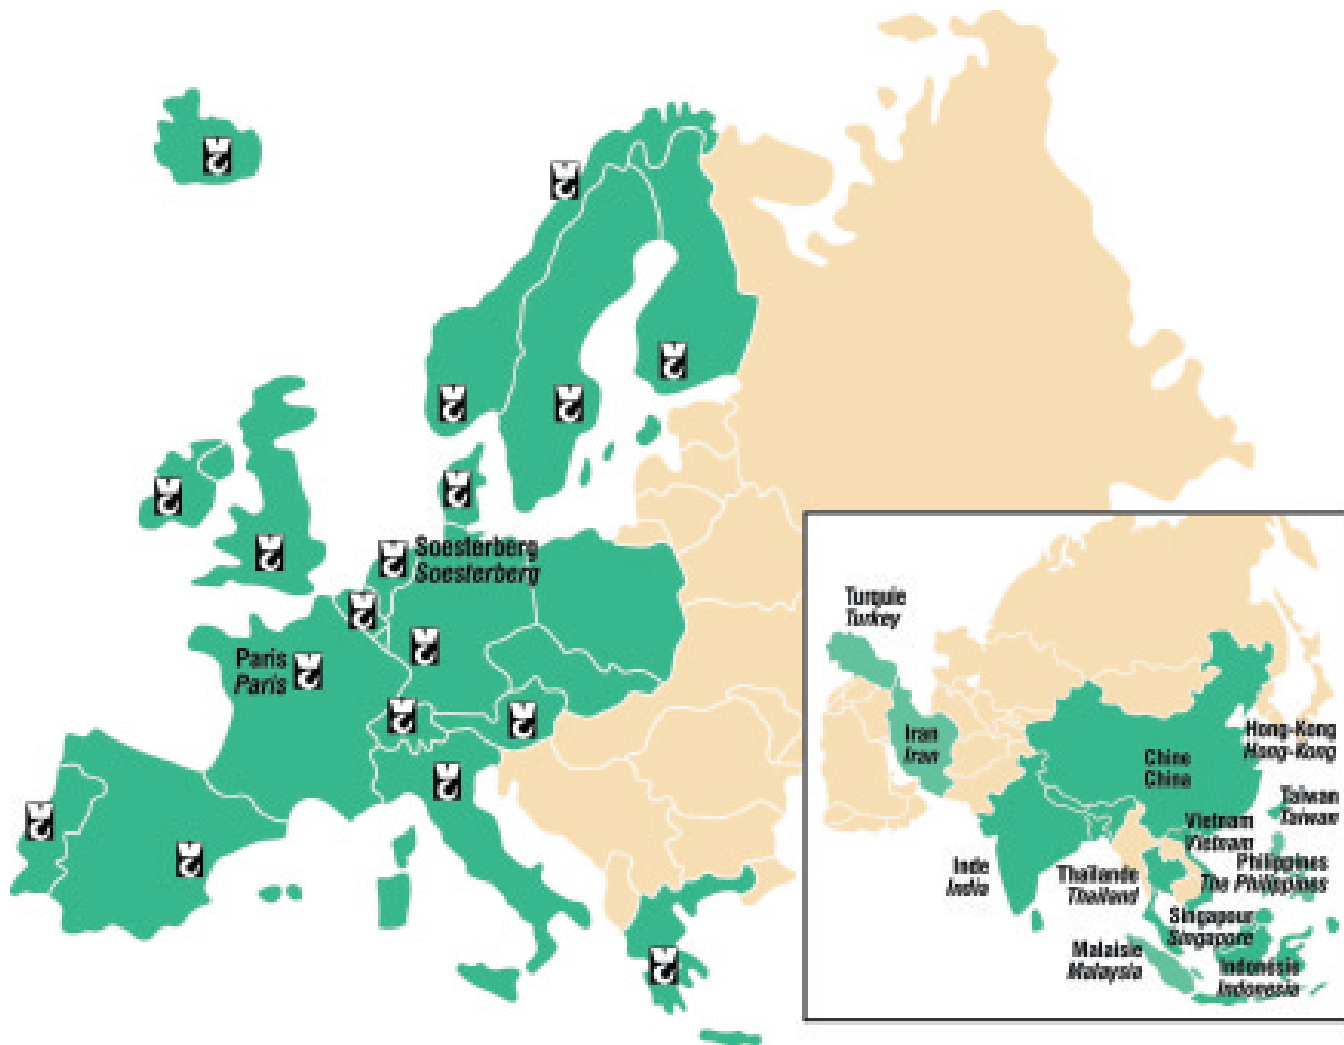 Soesterberg
Soesterberg
Paris
Paris
Turquie
Turkey
Iran
Iran
Hong-Kong
Hong-Kong
Chine
China
Taiwan
Taiwan
Vietnam
Vietnam
Philippines
The Philippines
Inde
India
Thaïlande
Thailand
Singapour
Singapore
Malaisie
Malaysia
Indonésie
Indonesia